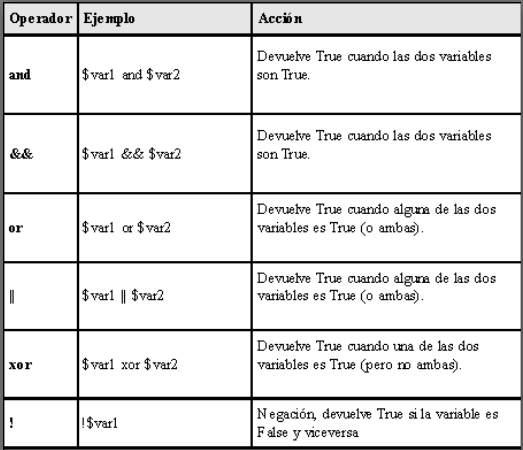 Operador Ejemplo Acción
and $var1 and $var2 Devuelve True cuando las dos variables
son True.
&& $var1 && $var2 Devuelve True cuando las dos variables
son True.
or $var1 or $var2 Devuelve True cuando alguna de las dos
variables es True (o ambas).
|| $var1 || $var2 Devuelve True cuando alguna de las dos
variables es True (o ambas).
xor $var1 xor $var2 Devuelve True cuando una de las dos
variables es True (pero no ambas).
! !$var1 Negación, devuelve True si la variable es
False y viceversa